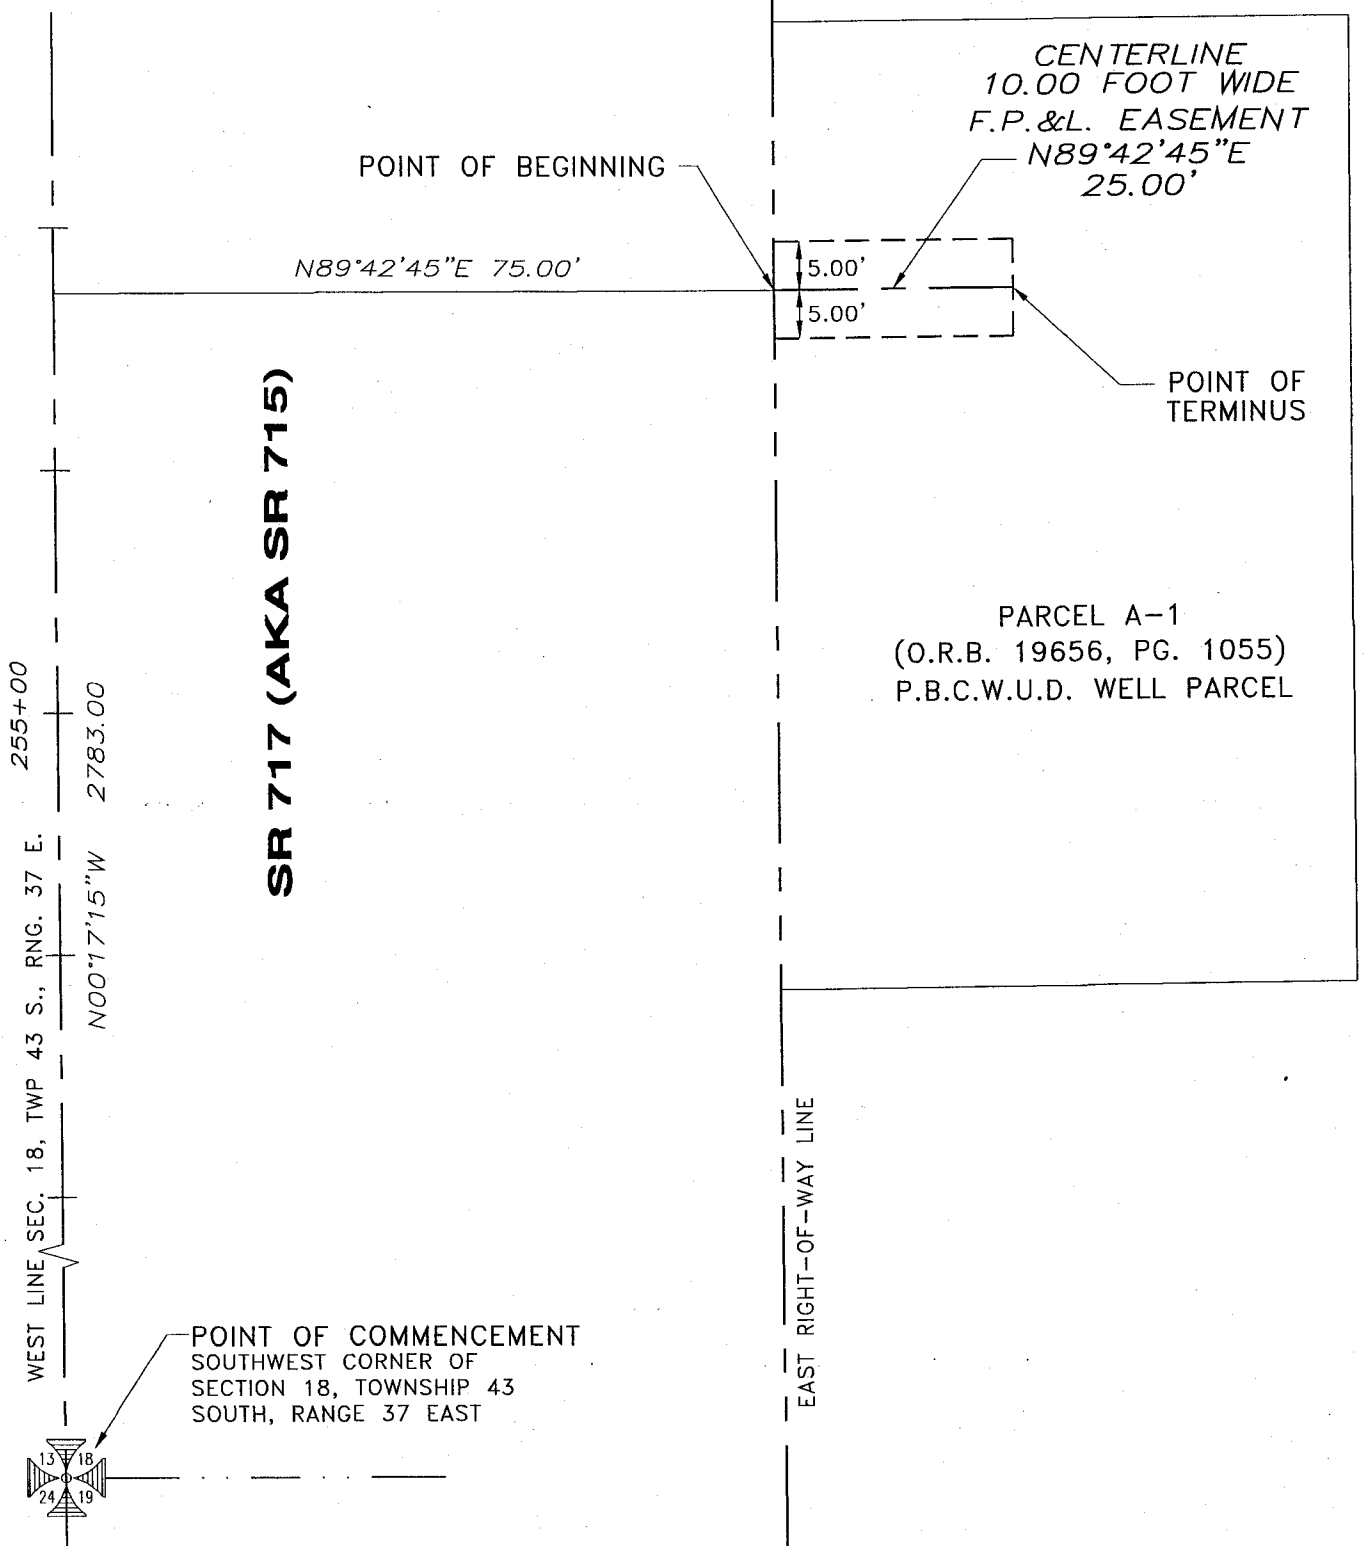 CENTERLINE
10.00 FOOT WIDE
F.P.&L. EASEMENT
N89°42'45"E
25.00'
POINT OF BEGINNING
N89°42'45"E 75.00'
5.00'
5.00'
POINT OF
TERMINUS
SR 717 (AKA SR 715)
PARCEL A-1
(O.R.B. 19656, PG. 1055)
P.B.C.W.U.D. WELL PARCEL
255+00
N00°17'15"W 2783.00
WEST LINE SEC. 18, TWP 43 S., RNG. 37 E.
EAST RIGHT-OF-WAY LINE
POINT OF COMMENCEMENT
SOUTHWEST CORNER OF
SECTION 18, TOWNSHIP 43
SOUTH, RANGE 37 EAST
13 18
24 19